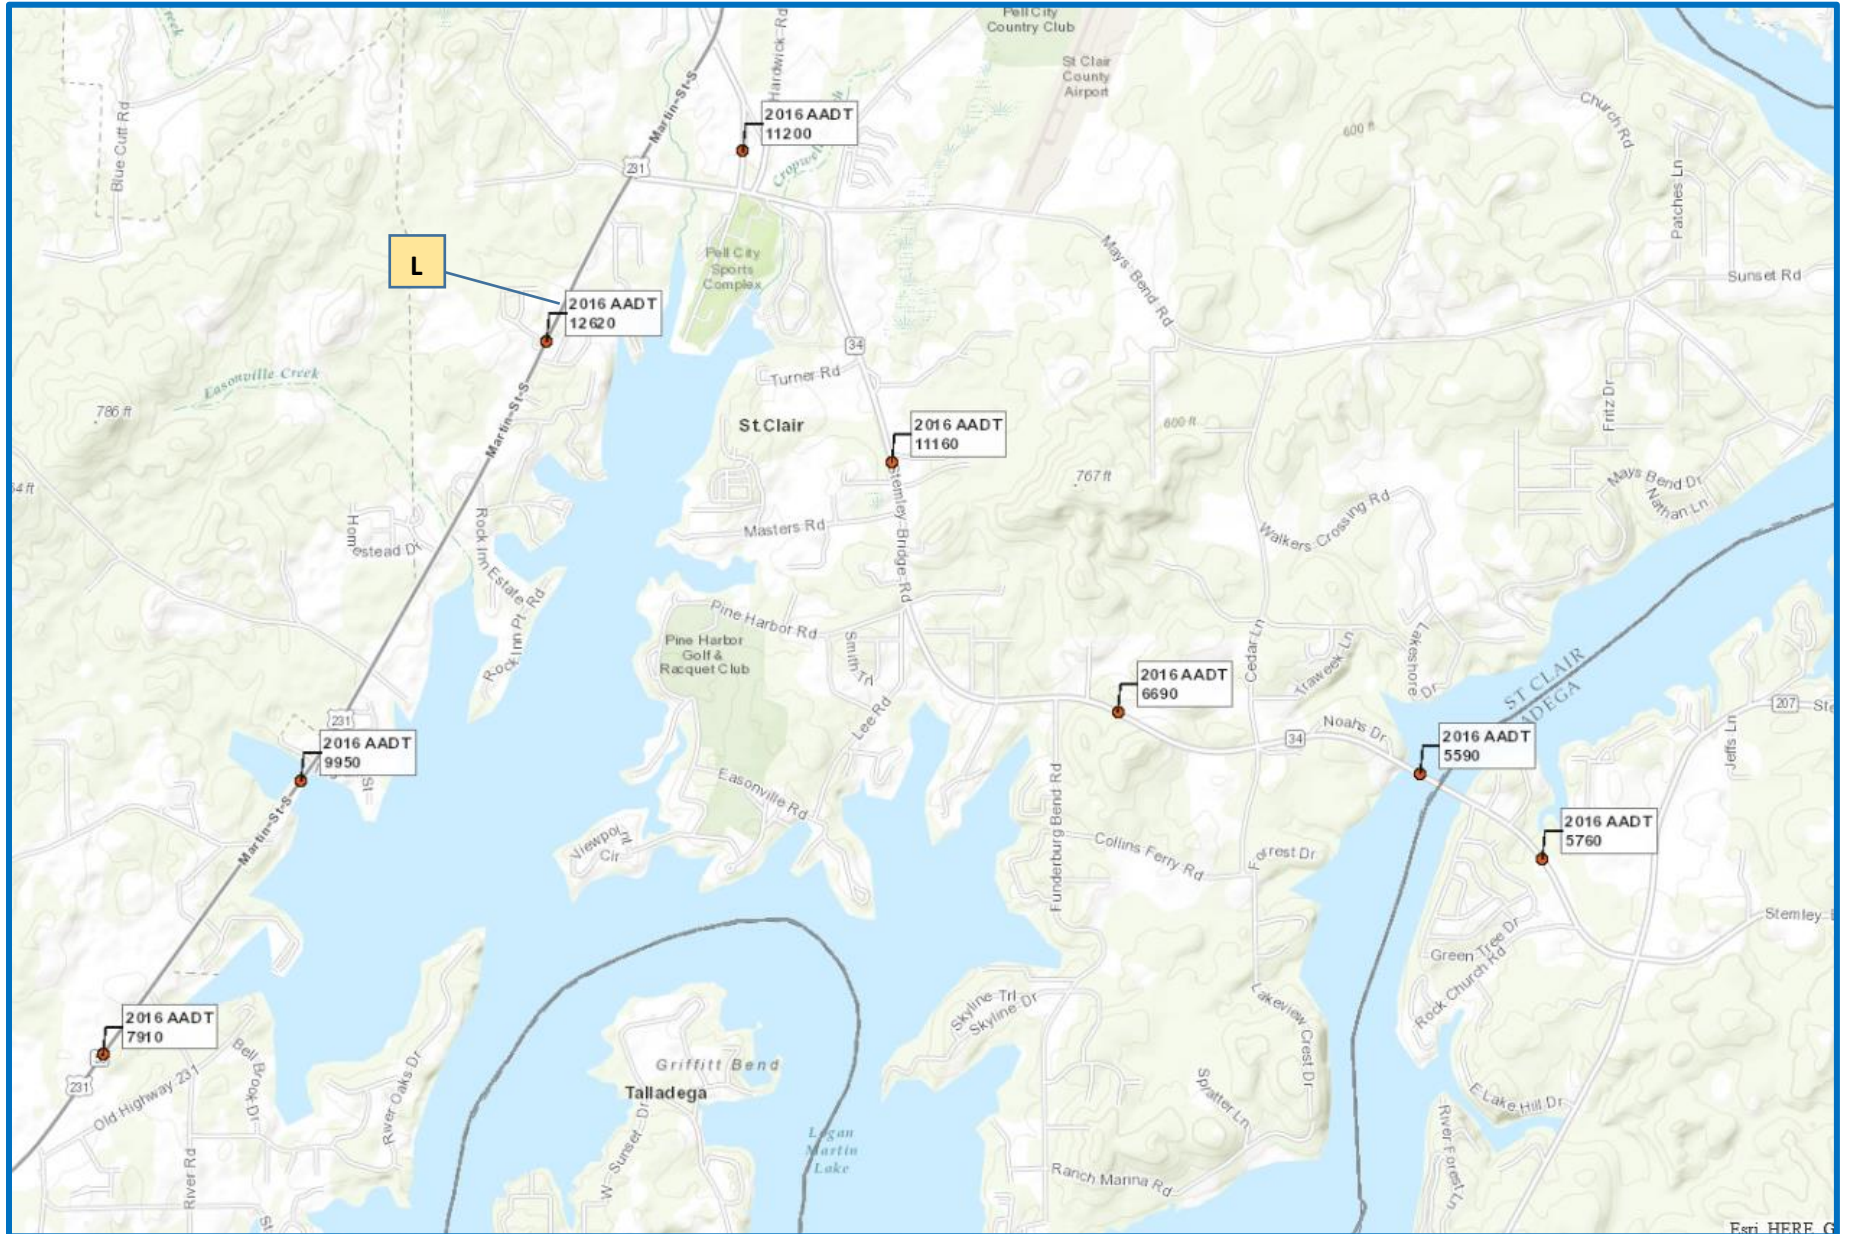 Pell City
Country Club
St Clair
County
Airport
Hardwick Rd
Martin-St-S
Blue Cutt Rd
Creek
2016 AADT
11200
Church Rd
600 ft
Patches Ln
231
Sunset Rd
L
Pell City
Sports
Complex
Mays Bend Rd
2016 AADT
12620
34
Turner Rd
Easonville Creek
786 ft
Martin-St-S
St.Clair
2016 AADT
11160
600 ft
Fritz Dr
767 ft
Mays Bend Dr
Nathan Ln
Stemley-Bridge-Rd
Masters Rd
Walkers Crossing Rd
Homestead Dr
Rock Inn Estate Rd
Rock Inn Pt Rd
Pine Harbor Rd
Pine Harbor
Golf &
Racquet Club
Smith Trl
Lee Rd
2016 AADT
6690
Cedar Ln
Traweek Ln
Lakeshore Dr
ST CLAIR
ADEGA
207
Ste
Jeffs Ln
231
2016 AADT
9950
St
34
Noahs Dr
2016 AADT
5590
Martin-St-S
Easonville Rd
Viewpoint
Cir
Funderburg Bend Rd
Collins Ferry Rd
Forrest Dr
2016 AADT
5760
Stemley
Green Tree Dr
Rock Church Rd
2016 AADT
7910
231
Old Highway 231
Bell Brook Dr
River Oaks Dr
River Rd
St
Skyline Trl
Skyline Dr
Lakeview Crest Dr
Griffitt Bend
Talladega
W Sunset Dr
Logan
Martin
Lake
Spratter Ln
Ranch Marina Rd
E Lake Hill Dr
River Forest Ln
Esri, HERE, G